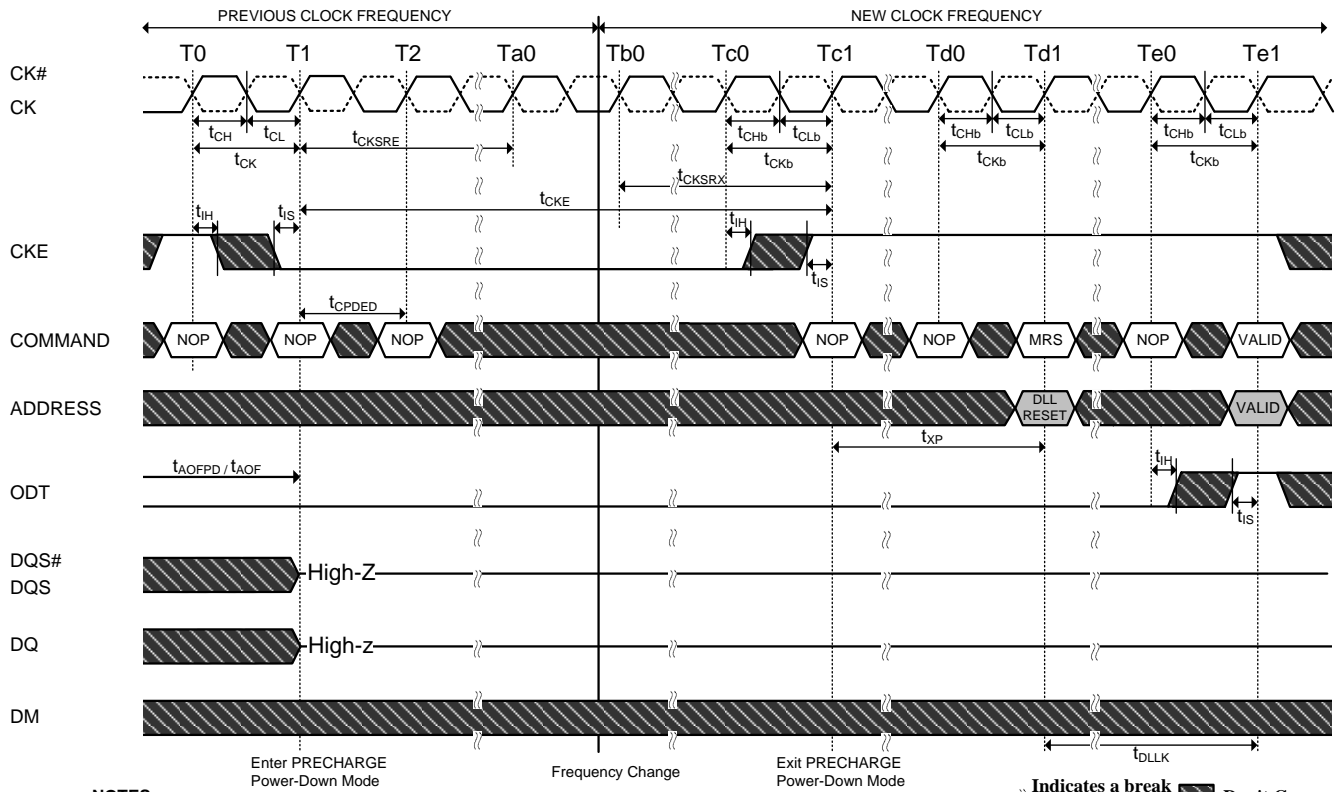 PREVIOUS CLOCK FREQUENCY NEW CLOCK FREQUENCY
T0 T1 T2 Ta0 Tb0 Tc0 Tc1 Td0 Td1 Te0 Te1
CK#
CK
tCH tCL tCHb tCLb tCHb tCLb tCHb tCLb
tCK tCKSRE tCKb tCKb tCKb
tCKSRX
tCKE
tIH tIS tIH
CKE
tIS
tCPDED
COMMAND NOP NOP NOP NOP NOP MRS NOP VALID
ADDRESS DLL RESET VALID
tXP
tAOFPD / tAOF tIH
ODT
tIS
DQS#
DQS
High-Z
DQ High-z
DM
tDLLK
Enter PRECHARGE
Power-Down Mode
Frequency Change
Exit PRECHARGE
Power-Down Mode
Indicates a break